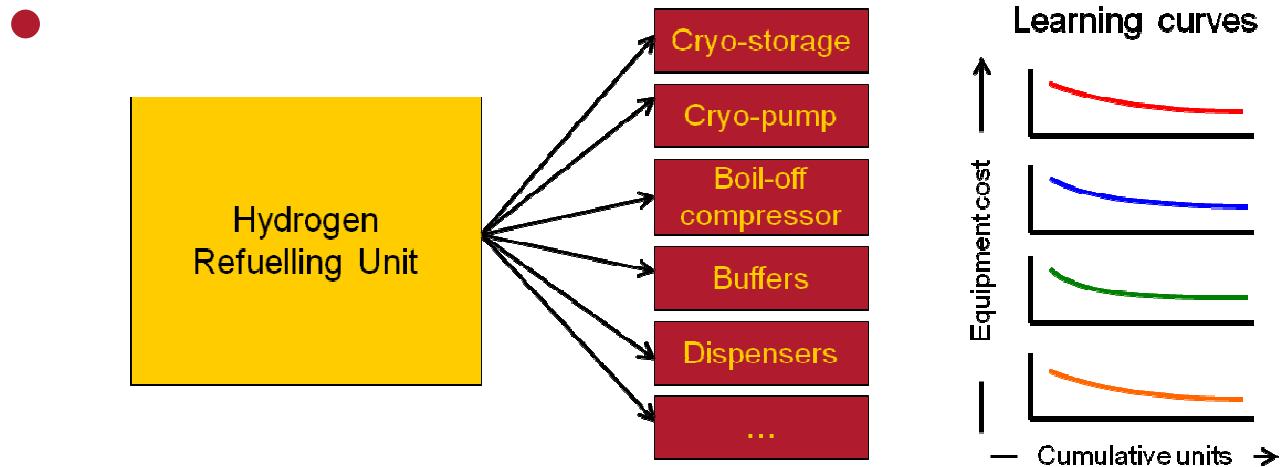 Hydrogen
Refuelling Unit
Cryo-storage
Cryo-pump
Boil-off
compressor
Buffers
Dispensers
...
Learning curves
Equipment cost
Cumulative units